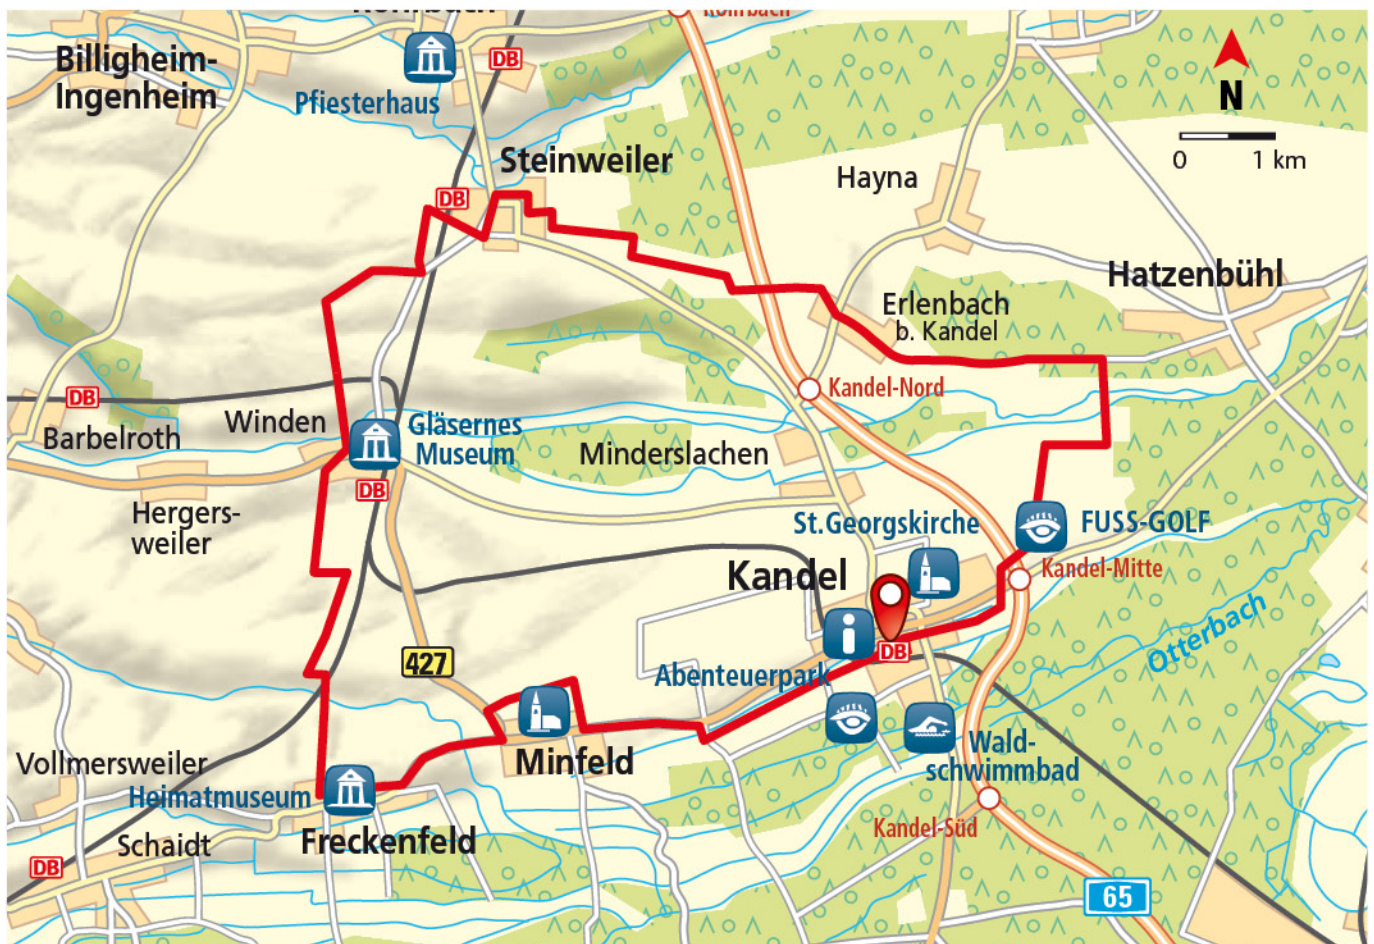 Rohrbach
Rohrbach
Billigheim-
Ingenheim
DB
Pfiesterhaus
N
0 1 km
Steinweiler
Hayna
DB
Hatzenbühl
Erlenbach
b. Kandel
Kandel-Nord
DB
Barbelroth
Winden
Gläsernes
Museum
Minderslachen
DB
Hergers-
weiler
St.Georgskirche
FUSS-GOLF
Kandel
Kandel-Mitte
i
DB
Otterbach
427
Abenteuerpark
Minfeld
Wald-
schwimmbad
Vollmersweiler
Heimatmuseum
Freckenfeld
Schaidt
Kandel-Süd
DB
65